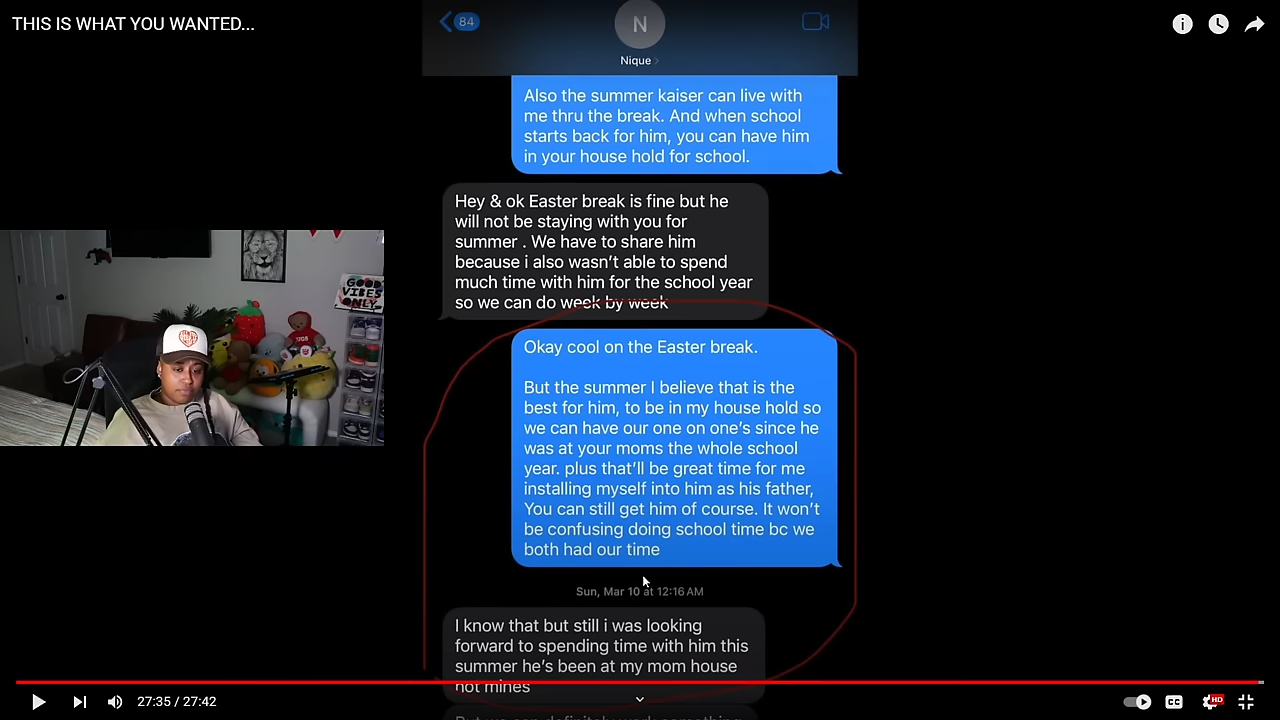 THIS IS WHAT YOU WANTED...
84
N
Nique
Also the summer kaiser can live with
me thru the break. And when school
starts back for him, you can have him
in your house hold for school.
Hey & ok Easter break is fine but he
will not be staying with you for
summer . We have to share him
because i also wasn't able to spend
much time with him for the school year
so we can do week by week
Okay cool on the Easter break.
But the summer I believe that is the
best for him, to be in my house hold so
we can have our one on one's since he
was at your moms the whole school
year. plus that'll be great time for me
installing myself into him as his father,
You can still get him of course. It won't
be confusing doing school time bc we
both had our time
Sun, Mar 10 at 12:16 AM
I know that but still i was looking
forward to spending time with him this
summer he's been at my mom house
not mines
GOOD
VIBES
ONLY
27:35 / 27:42
CC
HD